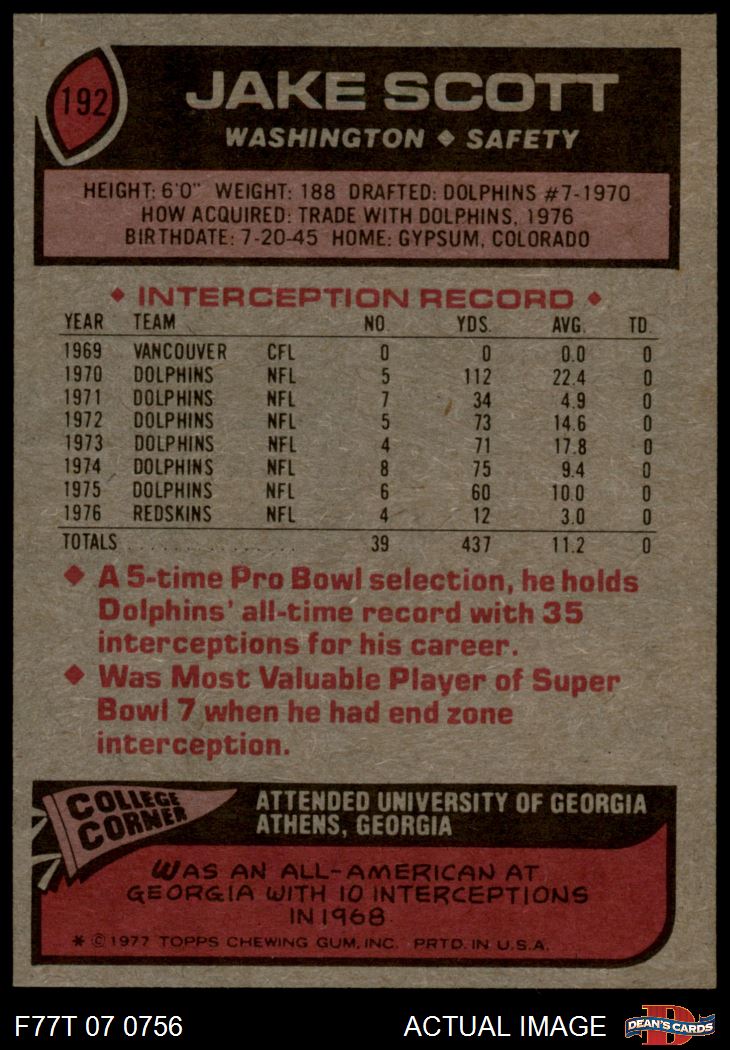 192
JAKE SCOTT
WASHINGTON ◆ SAFETY
HEIGHT: 6'0" WEIGHT: 188 DRAFTED: DOLPHINS #7-1970
HOW ACQUIRED: TRADE WITH DOLPHINS, 1976
BIRTHDATE: 7-20-45 HOME: GYPSUM, COLORADO
◆ INTERCEPTION RECORD ◆
YEAR TEAM NO. YDS. AVG. TD.
1969 VANCOUVER CFL 0 0 0.0 0
1970 DOLPHINS NFL 5 112 22.4 0
1971 DOLPHINS NFL 7 34 4.9 0
1972 DOLPHINS NFL 5 73 14.6 0
1973 DOLPHINS NFL 4 71 17.8 0
1974 DOLPHINS NFL 8 75 9.4 0
1975 DOLPHINS NFL 6 60 10.0 0
1976 REDSKINS NFL 4 12 3.0 0
TOTALS . . . . . . . . . . . . . . . 39 437 11.2 0
◆ A 5-time Pro Bowl selection, he holds
Dolphins' all-time record with 35
interceptions for his career.
◆ Was Most Valuable Player of Super
Bowl 7 when he had end zone
interception.
COLLEGE
CORNER
ATTENDED UNIVERSITY OF GEORGIA
ATHENS, GEORGIA
WAS AN ALL-AMERICAN AT
GEORGIA WITH 10 INTERCEPTIONS
IN 1968
* © 1977 TOPPS CHEWING GUM, INC. PRTD. IN U.S.A.
F77T 07 0756
ACTUAL IMAGE
D
DEAN'S CARDS